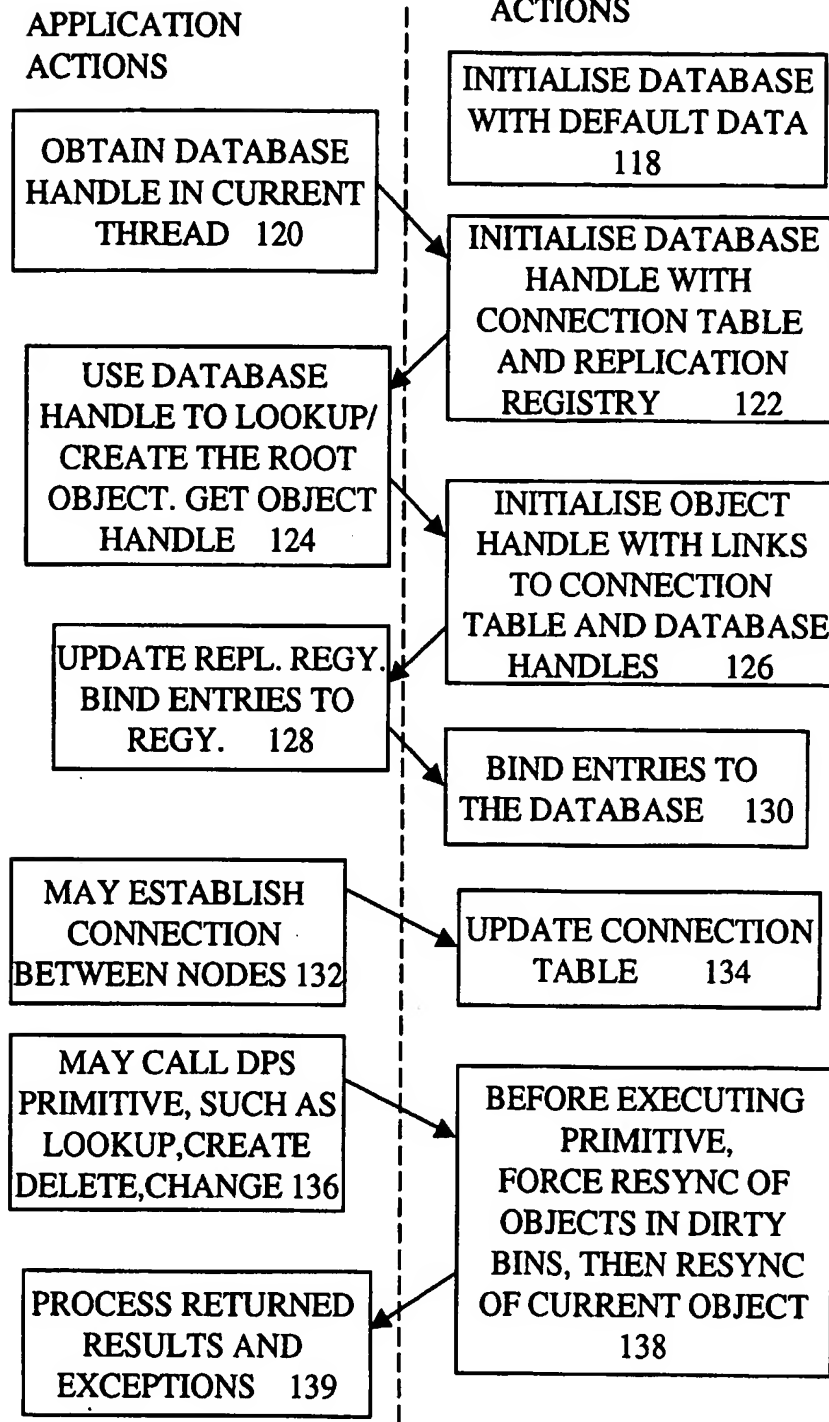 APPLICATION
ACTIONS
ACTIONS
INITIALISE DATABASE
WITH DEFAULT DATA
118
OBTAIN DATABASE
HANDLE IN CURRENT
THREAD 120
INITIALISE DATABASE
HANDLE WITH
CONNECTION TABLE
AND REPLICATION
REGISTRY 122
USE DATABASE
HANDLE TO LOOKUP/
CREATE THE ROOT
OBJECT. GET OBJECT
HANDLE 124
INITIALISE OBJECT
HANDLE WITH LINKS
TO CONNECTION
TABLE AND DATABASE
HANDLES 126
UPDATE REPL. REGY.
BIND ENTRIES TO
REGY. 128
BIND ENTRIES TO
THE DATABASE 130
MAY ESTABLISH
CONNECTION
BETWEEN NODES 132
UPDATE CONNECTION
TABLE 134
MAY CALL DPS
PRIMITIVE, SUCH AS
LOOKUP,CREATE
DELETE,CHANGE 136
BEFORE EXECUTING
PRIMITIVE,
FORCE RESYNC OF
OBJECTS IN DIRTY
BINS, THEN RESYNC
OF CURRENT OBJECT
138
PROCESS RETURNED
RESULTS AND
EXCEPTIONS 139